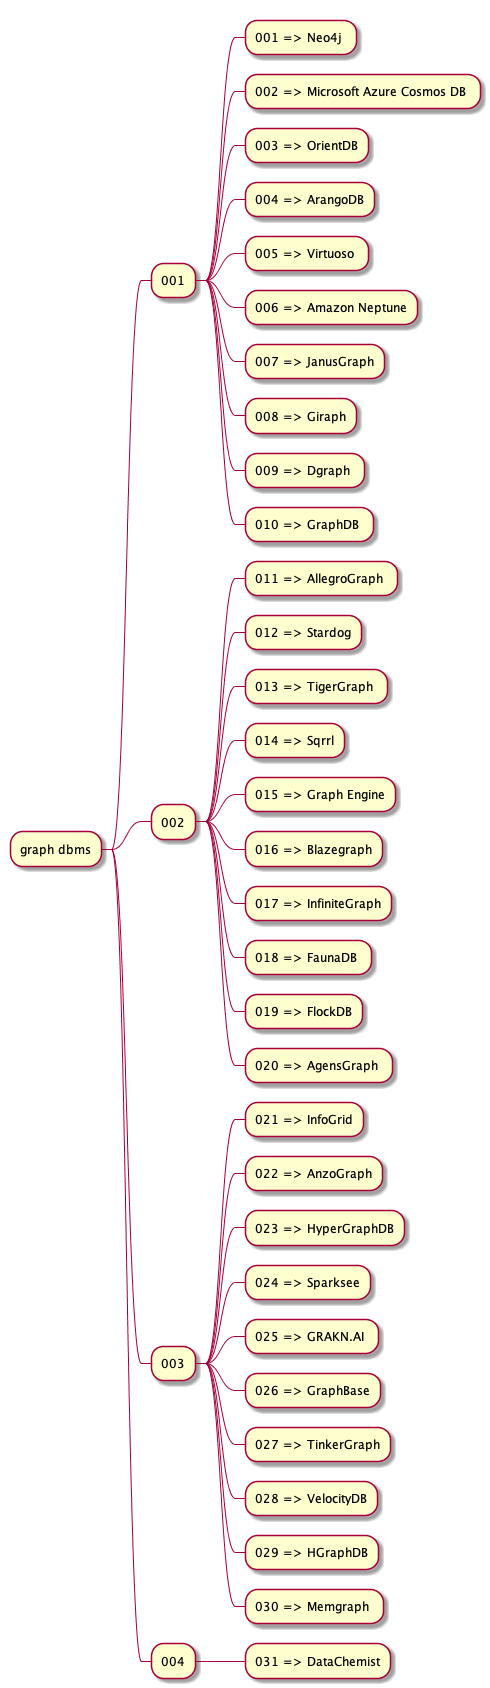 graph dbms
001
001 => Neo4j
002 => Microsoft Azure Cosmos DB
003 => OrientDB
004 => ArangoDB
005 => Virtuoso
006 => Amazon Neptune
007 => JanusGraph
008 => Giraph
009 => Dgraph
010 => GraphDB
002
011 => AllegroGraph
012 => Stardog
013 => TigerGraph
014 => Sqrrl
015 => Graph Engine
016 => Blazegraph
017 => InfiniteGraph
018 => FaunaDB
019 => FlockDB
020 => AgensGraph
003
021 => InfoGrid
022 => AnzoGraph
023 => HyperGraphDB
024 => Sparksee
025 => GRAKN.AI
026 => GraphBase
027 => TinkerGraph
028 => VelocityDB
029 => HGraphDB
030 => Memgraph
004
031 => DataChemist